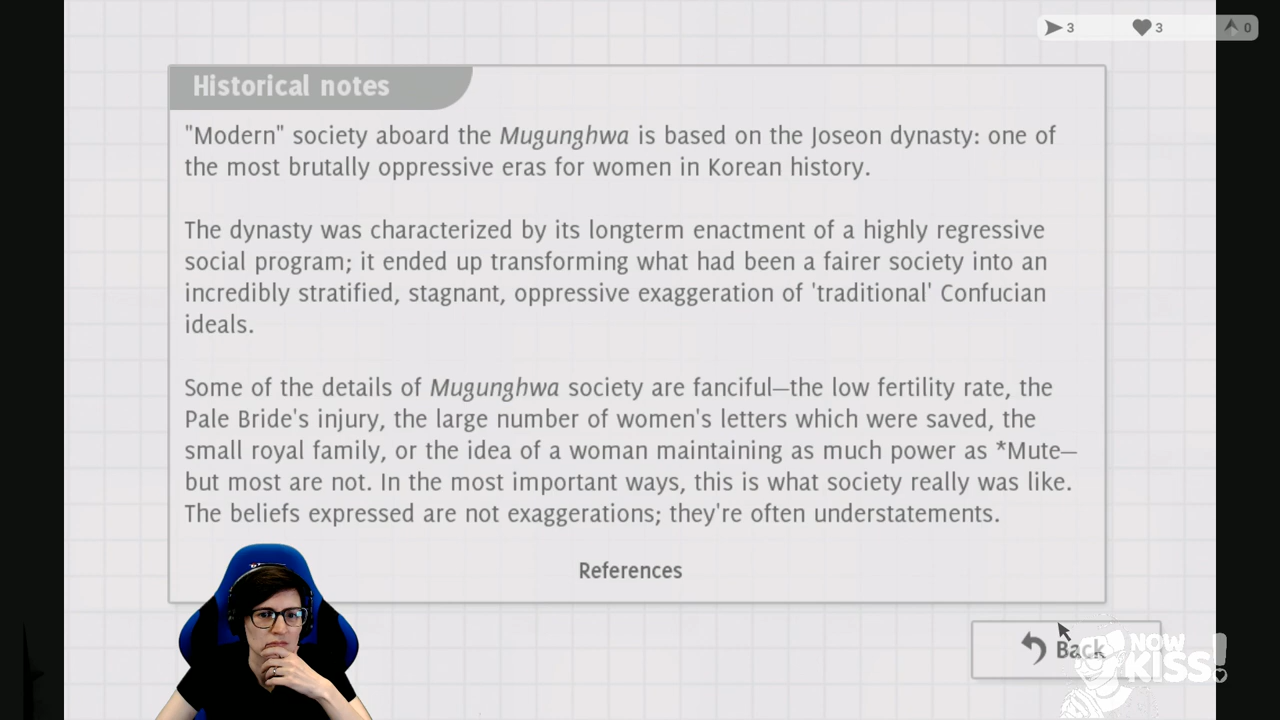 3 3 0
Historical notes
"Modern" society aboard the Mugunghwa is based on the Joseon dynasty: one of
the most brutally oppressive eras for women in Korean history.
The dynasty was characterized by its longterm enactment of a highly regressive
social program; it ended up transforming what had been a fairer society into an
incredibly stratified, stagnant, oppressive exaggeration of 'traditional' Confucian
ideals.
Some of the details of Mugunghwa society are fanciful—the low fertility rate, the
Pale Bride's injury, the large number of women's letters which were saved, the
small royal family, or the idea of a woman maintaining as much power as *Mute—
but most are not. In the most important ways, this is what society really was like.
The beliefs expressed are not exaggerations; they're often understatements.
References
Back
NOW
KISS!